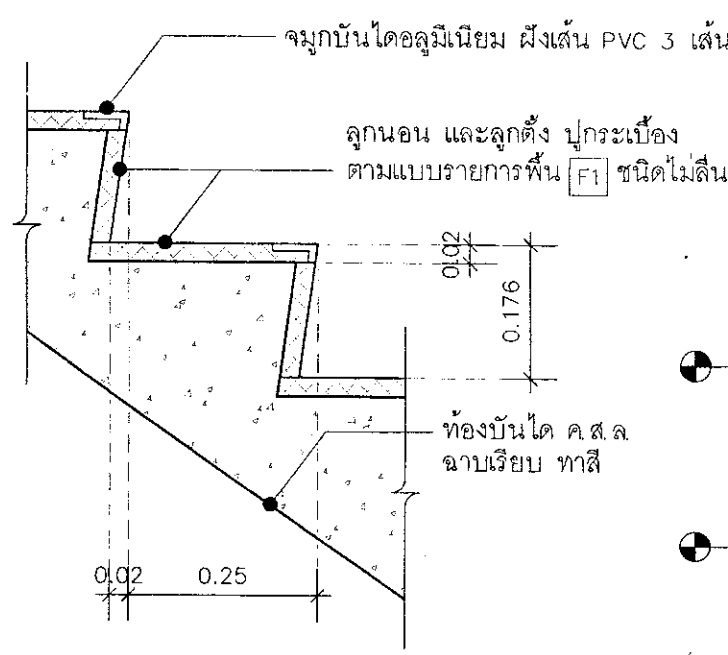 จมูกบันไดอลูมิเนียม ฝังเส้น PVC 3 เส้น
ลูกนอน และลูกตั้ง ปูกระเบื้อง
ตามแบบรายการพื้น F1 ชนิดไม่ลื่น
0.02
0.176
ท้องบันได ค.ส.ล.
ฉาบเรียบ ทาสี
0.02 0.25